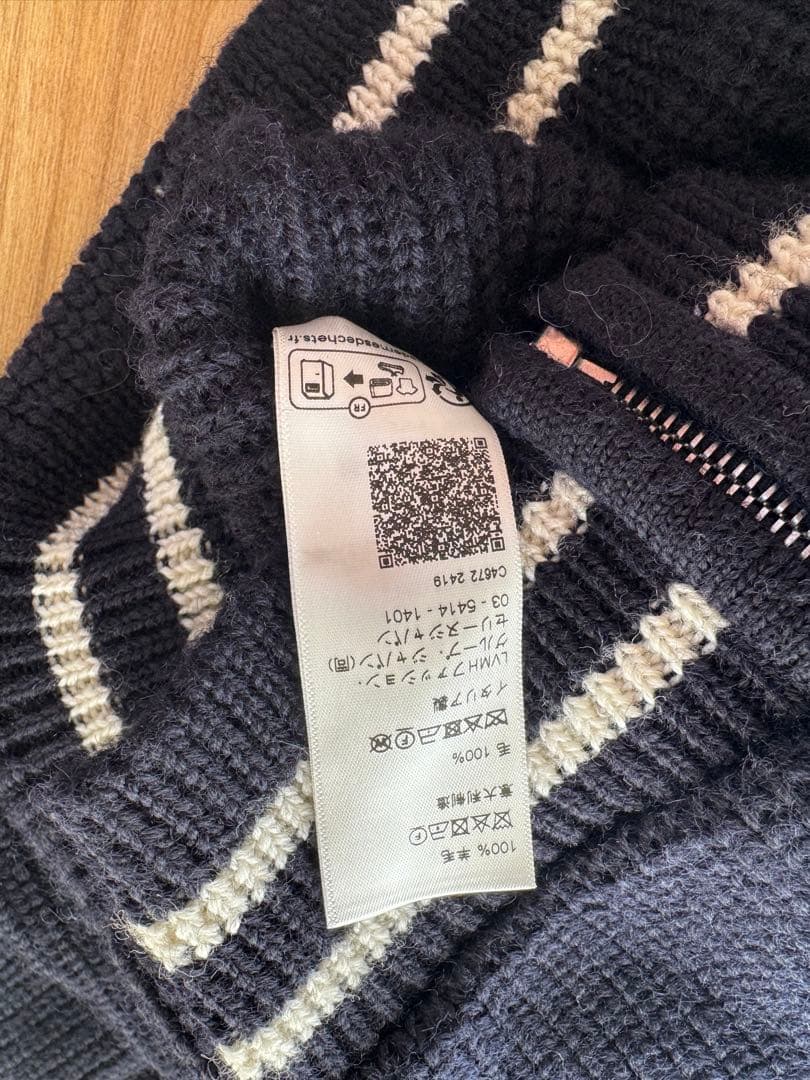 100% 羊毛
意大利制造
毛 100%
イタリア製
LVMHファッション・
グループ・ジャパン(同)
セリーヌジャパン
03 - 5414 - 1401
C4672 2419
FR